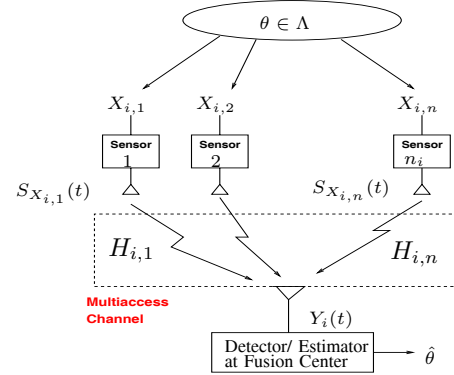 θ ∈ Λ
X_{i,1} X_{i,2} X_{i,n}
Sensor 1 Sensor 2 Sensor n_i
S_{X_{i,1}}(t) S_{X_{i,n}}(t)
H_{i,1} H_{i,n}
Multiaccess
Channel
Y_i(t)
Detector/ Estimator
at Fusion Center
θ̂